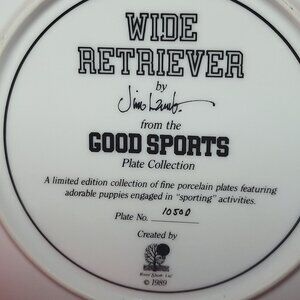 WIDE
RETRIEVER
by
Jim Lamb
from the
GOOD SPORTS
Plate Collection
A limited edition collection of fine porcelain plates featuring
adorable puppies engaged in "sporting" activities.
Plate No. 1050D
Created by
© 1989